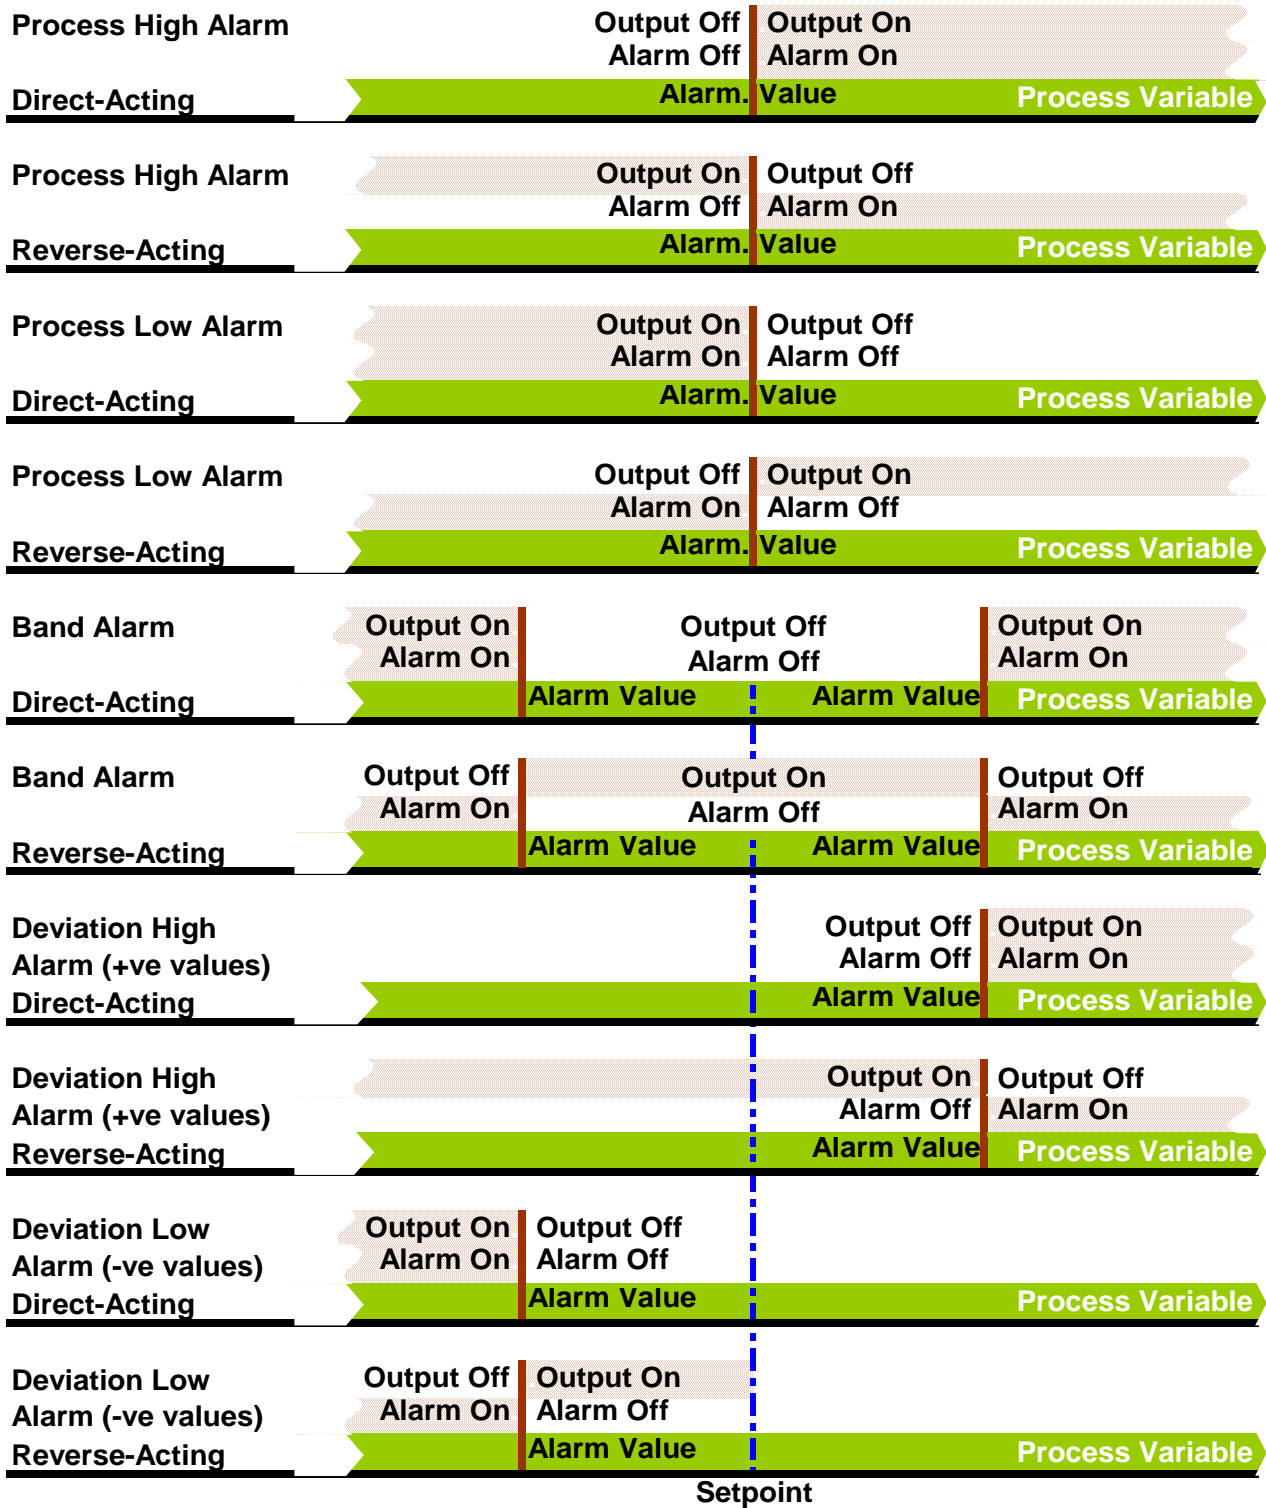 Process High Alarm
Output Off Output On
Alarm Off Alarm On
Direct-Acting
Alarm. Value Process Variable
Process High Alarm
Output On Output Off
Alarm Off Alarm On
Reverse-Acting
Alarm. Value Process Variable
Process Low Alarm
Output On Output Off
Alarm On Alarm Off
Direct-Acting
Alarm. Value Process Variable
Process Low Alarm
Output Off Output On
Alarm On Alarm Off
Reverse-Acting
Alarm. Value Process Variable
Band Alarm
Output On Output Off Output On
Alarm On Alarm Off Alarm On
Direct-Acting
Alarm Value Alarm Value Process Variable
Band Alarm
Output Off Output On Output Off
Alarm On Alarm Off Alarm On
Reverse-Acting
Alarm Value Alarm Value Process Variable
Deviation High
Output Off Output On
Alarm (+ve values)
Alarm Off Alarm On
Direct-Acting
Alarm Value Process Variable
Deviation High
Output On Output Off
Alarm (+ve values)
Alarm Off Alarm On
Reverse-Acting
Alarm Value Process Variable
Deviation Low
Output On Output Off
Alarm (-ve values)
Alarm On Alarm Off
Direct-Acting
Alarm Value Process Variable
Deviation Low
Output Off Output On
Alarm (-ve values)
Alarm On Alarm Off
Reverse-Acting
Alarm Value Process Variable
Setpoint